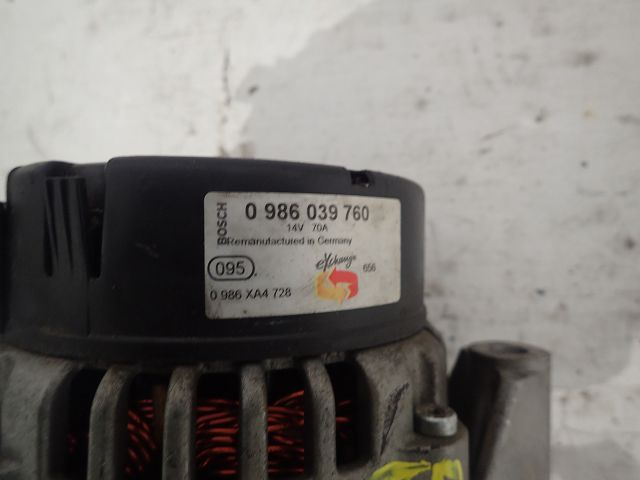 BOSCH
0 986 039 760
14V 70A
Remanufactured in Germany
095
eXchange
656
0 986 XA4 728